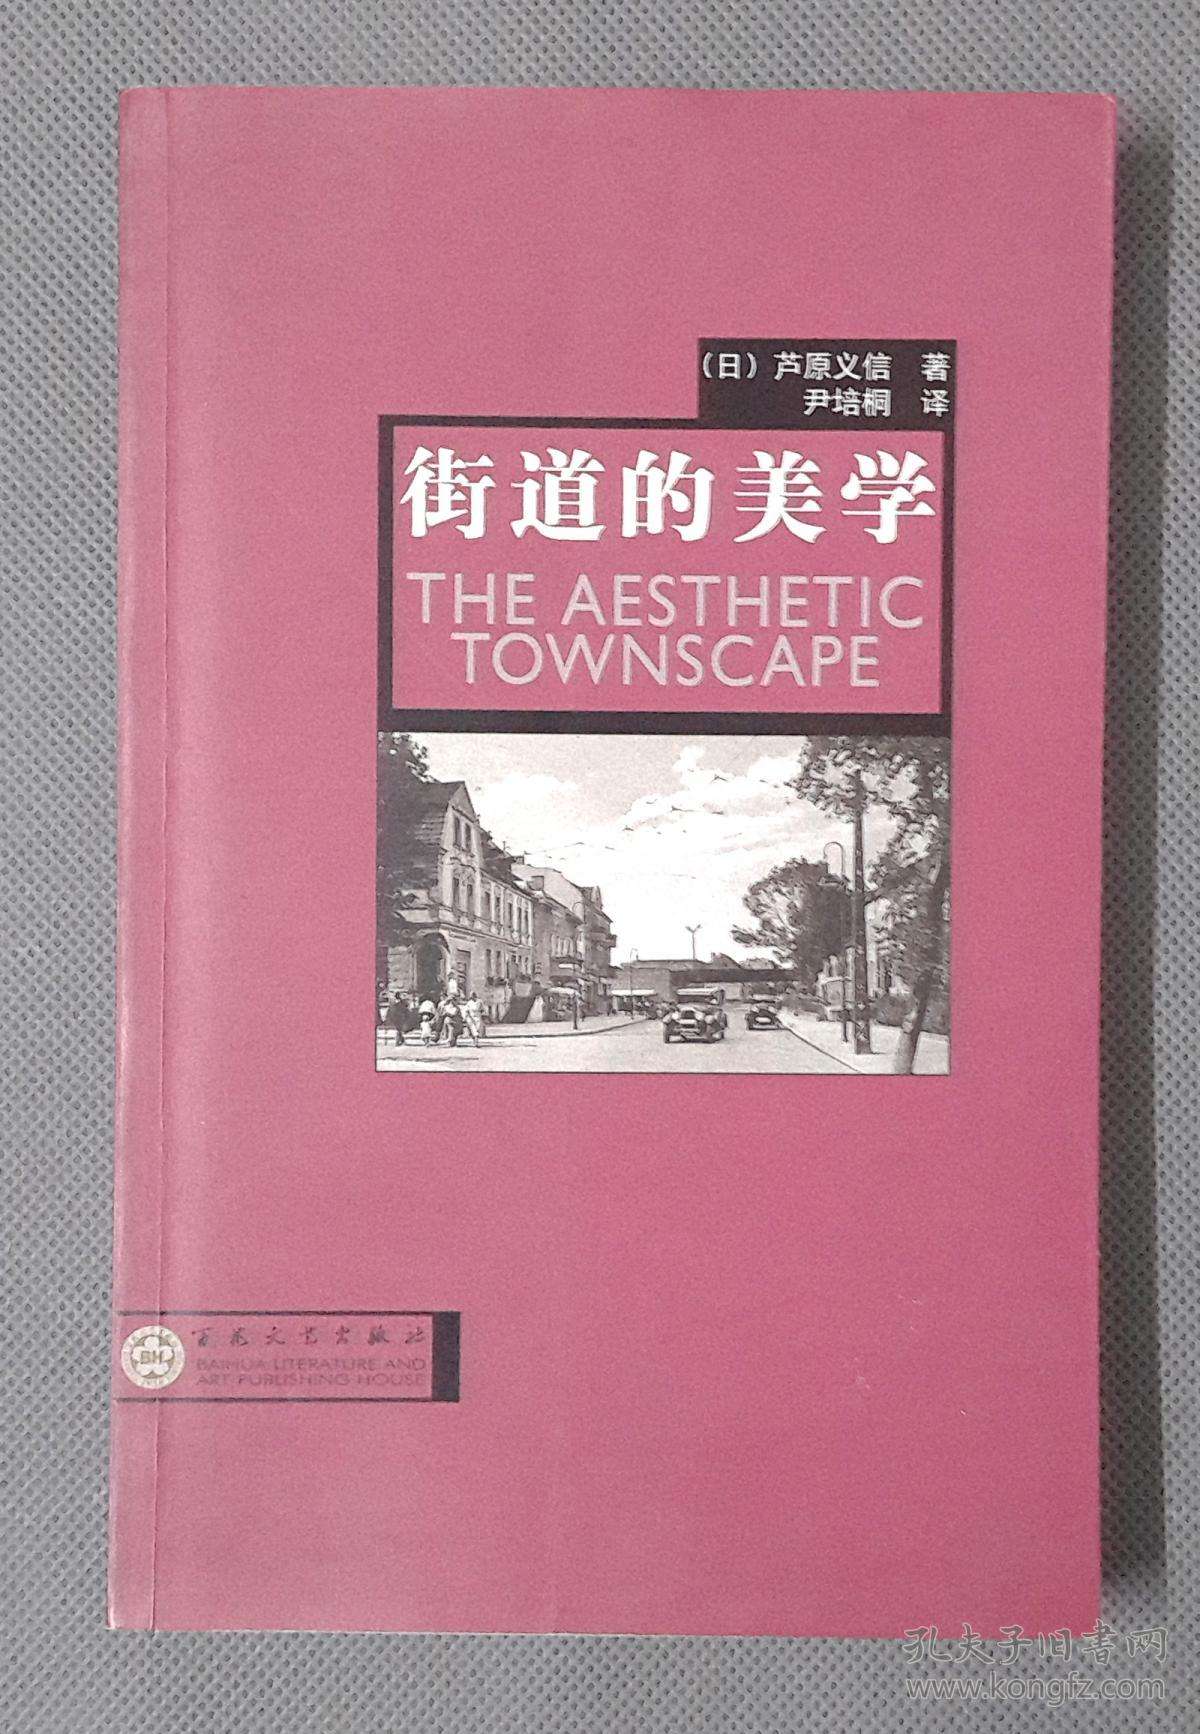 （日）芦原义信 著
尹培桐 译
街道的美学
THE AESTHETIC
TOWNSCAPE
百花文艺出版社
BAIHUA LITERATURE AND
ART PUBLISHING HOUSE
BH
孔夫子旧书网
www.kongfz.com